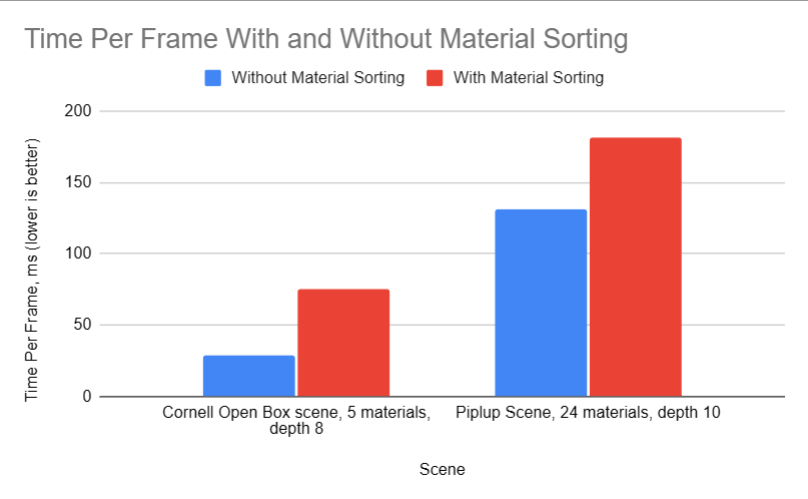 Time Per Frame With and Without Material Sorting
Without Material Sorting
With Material Sorting
Time Per Frame, ms (lower is better)
200
150
100
50
0
Cornell Open Box scene, 5 materials,
depth 8
Piplup Scene, 24 materials, depth 10
Scene